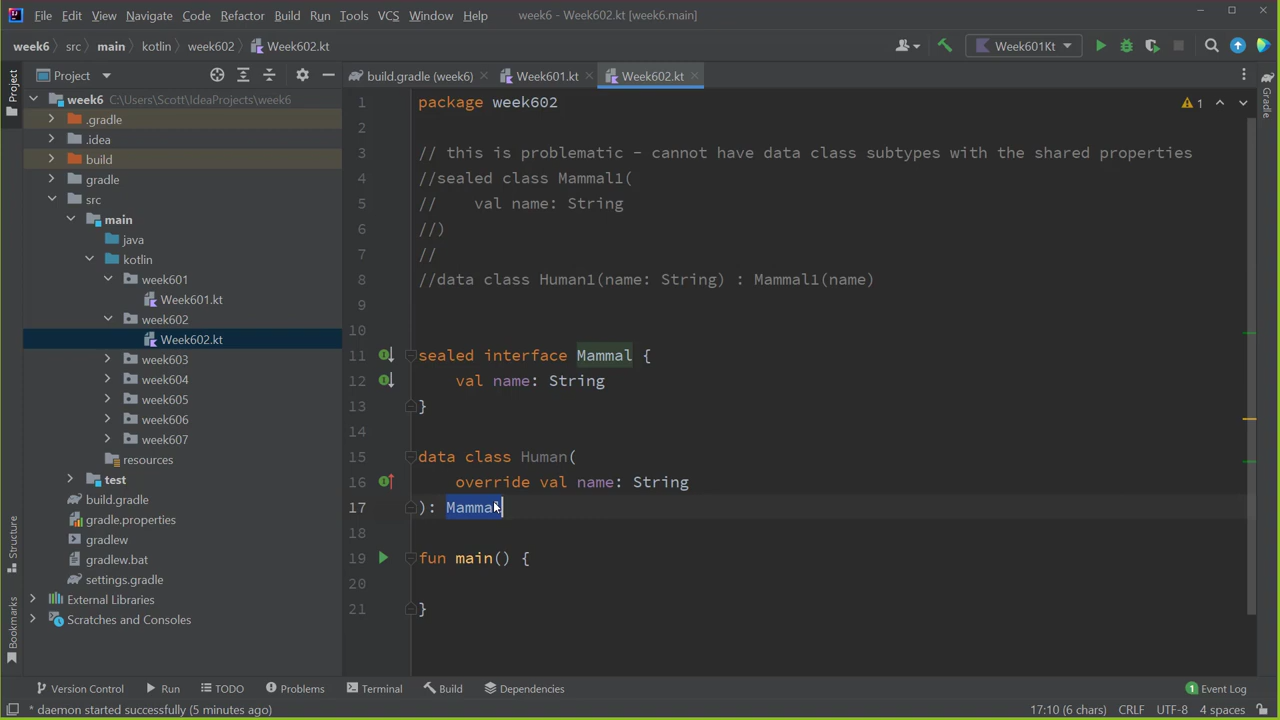 File Edit View Navigate Code Refactor Build Run Tools VCS Window Help week6 - Week602.kt [week6.main]
week6 src main kotlin week602 Week602.kt Week601Kt
Project build.gradle (week6) Week601.kt Week602.kt
Project
Structure
Bookmarks
Gradle
week6 C:\Users\Scott\IdeaProjects\week6
.gradle
.idea
build
gradle
src
main
java
kotlin
week601
Week601.kt
week602
Week602.kt
week603
week604
week605
week606
week607
resources
test
build.gradle
gradle.properties
gradlew
gradlew.bat
settings.gradle
External Libraries
Scratches and Consoles
1 package week602 1
2
3 // this is problematic - cannot have data class subtypes with the shared properties
4 //sealed class Mammal1(
5 // val name: String
6 //)
7 //
8 //data class Human1(name: String) : Mammal1(name)
9
10
11 sealed interface Mammal {
12 val name: String
13 }
14
15 data class Human(
16 override val name: String
17 ): Mammal
18
19 fun main() {
20
21 }
Version Control Run TODO Problems Terminal Build Dependencies 1 Event Log
* daemon started successfully (5 minutes ago) 17:10 (6 chars) CRLF UTF-8 4 spaces